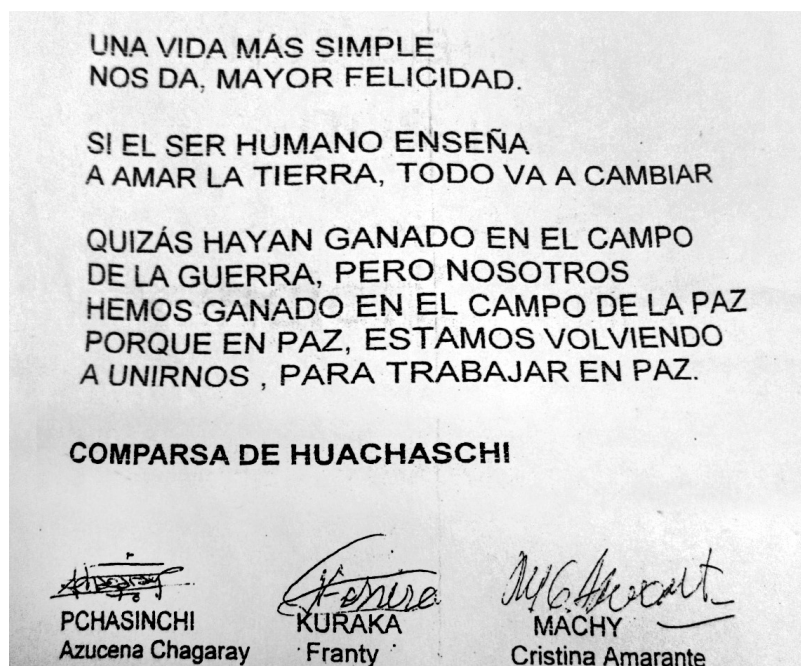 UNA VIDA MÁS SIMPLE
NOS DA, MAYOR FELICIDAD.
SI EL SER HUMANO ENSEÑA
A AMAR LA TIERRA, TODO VA A CAMBIAR
QUIZÁS HAYAN GANADO EN EL CAMPO
DE LA GUERRA, PERO NOSOTROS
HEMOS GANADO EN EL CAMPO DE LA PAZ
PORQUE EN PAZ, ESTAMOS VOLVIENDO
A UNIRNOS , PARA TRABAJAR EN PAZ.
COMPARSA DE HUACHASCHI
PCHASINCHI KURAKA MACHY
Azucena Chagaray Franty Cristina Amarante